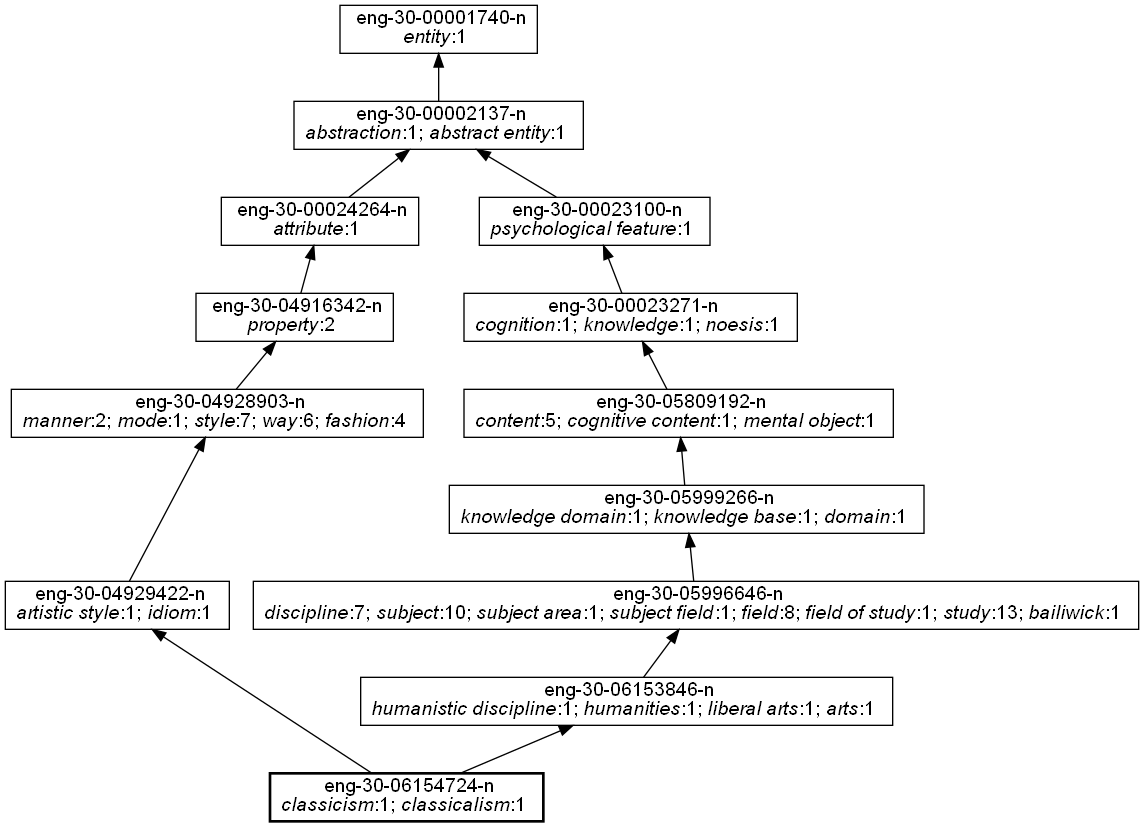 eng-30-00001740-n
entity:1
eng-30-00002137-n
abstraction:1; abstract entity:1
eng-30-00024264-n
attribute:1
eng-30-00023100-n
psychological feature:1
eng-30-04916342-n
property:2
eng-30-00023271-n
cognition:1; knowledge:1; noesis:1
eng-30-04928903-n
manner:2; mode:1; style:7; way:6; fashion:4
eng-30-05809192-n
content:5; cognitive content:1; mental object:1
eng-30-05999266-n
knowledge domain:1; knowledge base:1; domain:1
eng-30-04929422-n
artistic style:1; idiom:1
eng-30-05996646-n
discipline:7; subject:10; subject area:1; subject field:1; field:8; field of study:1; study:13; bailiwick:1
eng-30-06153846-n
humanistic discipline:1; humanities:1; liberal arts:1; arts:1
eng-30-06154724-n
classicism:1; classicalism:1